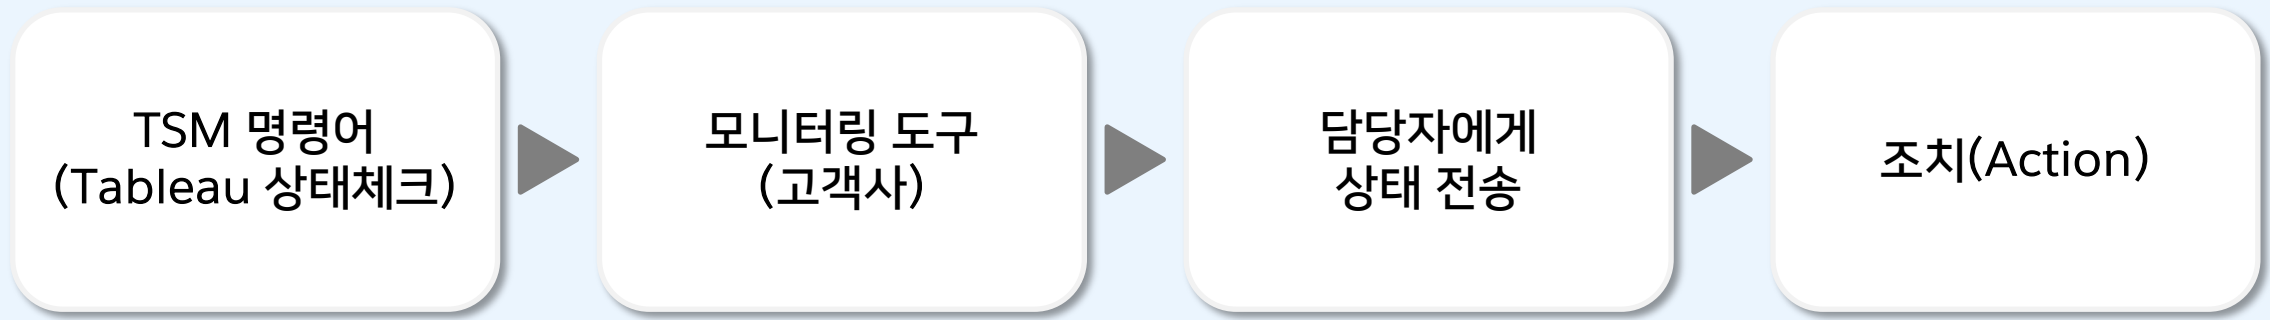 TSM 명령어
(Tableau 상태체크)
모니터링 도구
(고객사)
담당자에게
상태 전송
조치(Action)